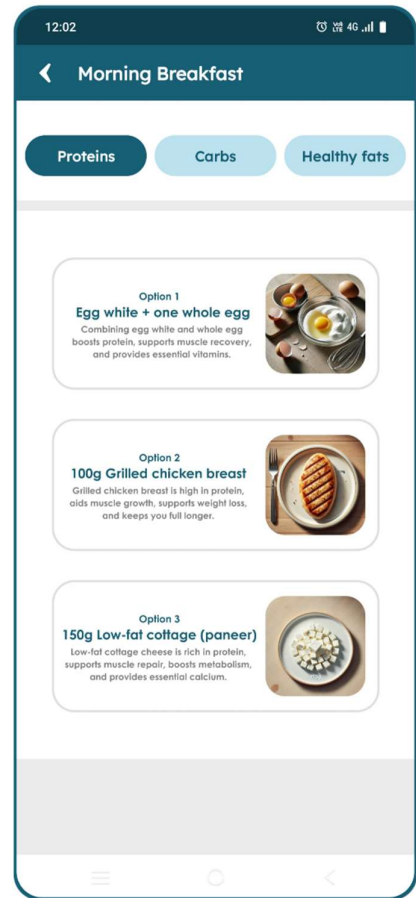 12:02
Vo) LTE 4G
Morning Breakfast
Proteins
Carbs
Healthy fats
Option 1
Egg white + one whole egg
Combining egg white and whole egg
boosts protein, supports muscle recovery,
and provides essential vitamins.
Option 2
100g Grilled chicken breast
Grilled chicken breast is high in protein,
aids muscle growth, supports weight loss,
and keeps you full longer.
Option 3
150g Low-fat cottage (paneer)
Low-fat cottage cheese is rich in protein,
supports muscle repair, boosts metabolism,
and provides essential calcium.